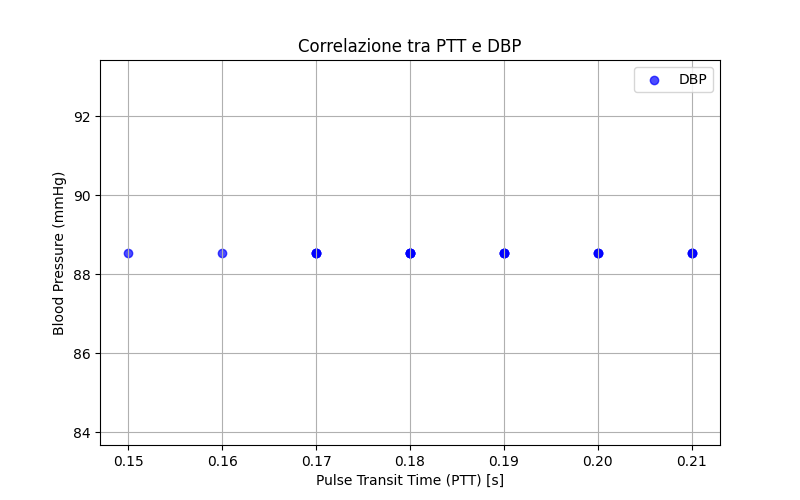 Correlazione tra PTT e DBP
DBP
Blood Pressure (mmHg)
92
90
88
86
84
0.15 0.16 0.17 0.18 0.19 0.20 0.21
Pulse Transit Time (PTT) [s]